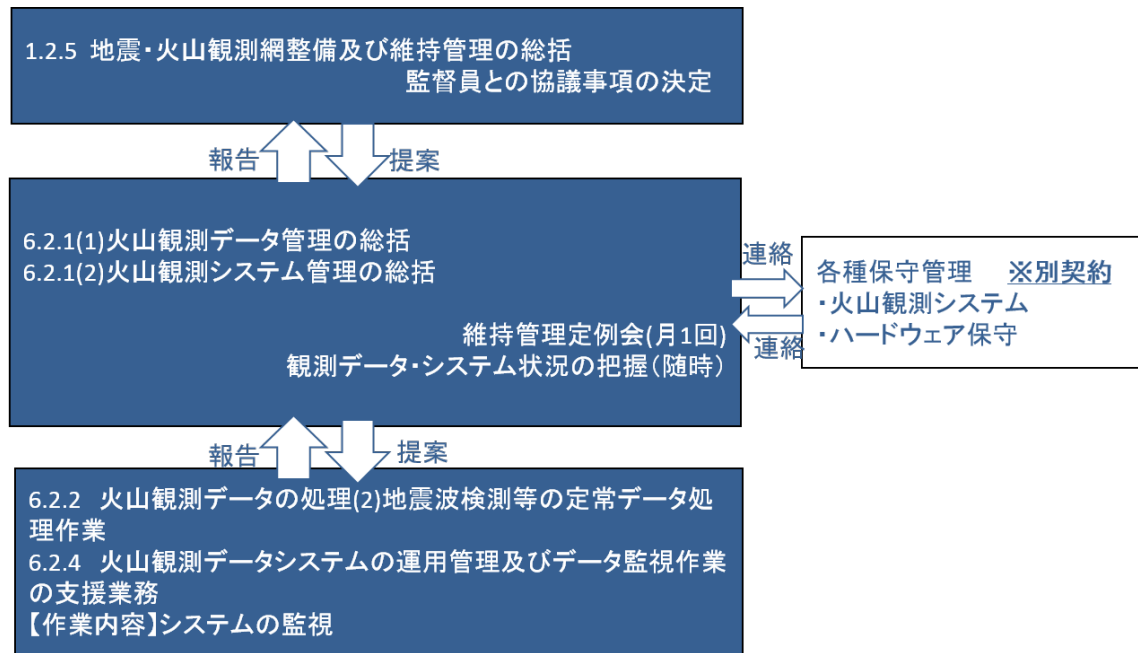 1.2.5 地震・火山観測網整備及び維持管理の総括
監督員との協議事項の決定
報告
提案
6.2.1(1)火山観測データ管理の総括
6.2.1(2)火山観測システム管理の総括
維持管理定例会(月1回)
観測データ・システム状況の把握(随時)
連絡
連絡
各種保守管理 ※別契約
・火山観測システム
・ハードウェア保守
報告
提案
6.2.2 火山観測データの処理(2)地震波検測等の定常データ処
理作業
6.2.4 火山観測データシステムの運用管理及びデータ監視作業
の支援業務
【作業内容】システムの監視